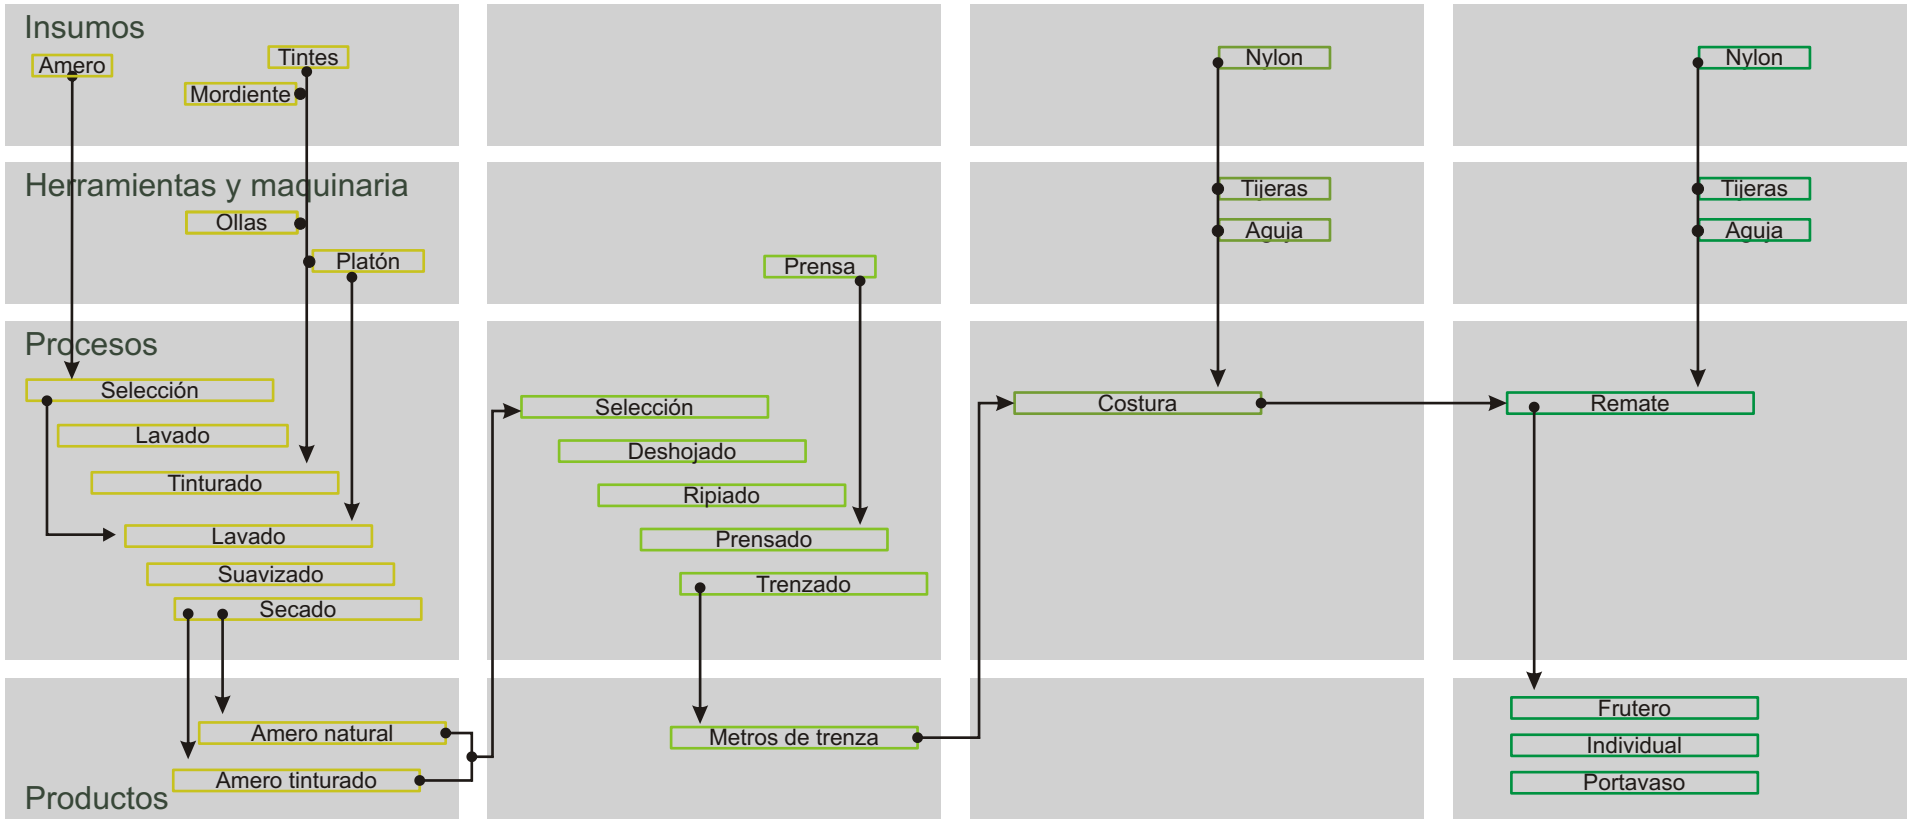 Insumos
Amero
Tintes
Mordiente
Nylon
Nylon
Herramientas y maquinaria
Ollas
Platón
Prensa
Tijeras
Aguja
Tijeras
Aguja
Procesos
Selección
Lavado
Tinturado
Lavado
Suavizado
Secado
Selección
Deshojado
Ripiado
Prensado
Trenzado
Costura
Remate
Productos
Amero natural
Amero tinturado
Metros de trenza
Frutero
Individual
Portavaso